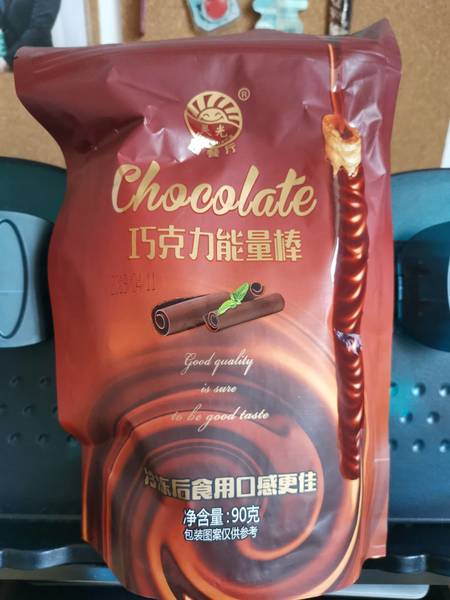 ®
Chocolate
巧克力能量棒
Good quality
is sure
to be good taste
冷冻后食用口感更佳
净含量:90克
包装图案仅供参考